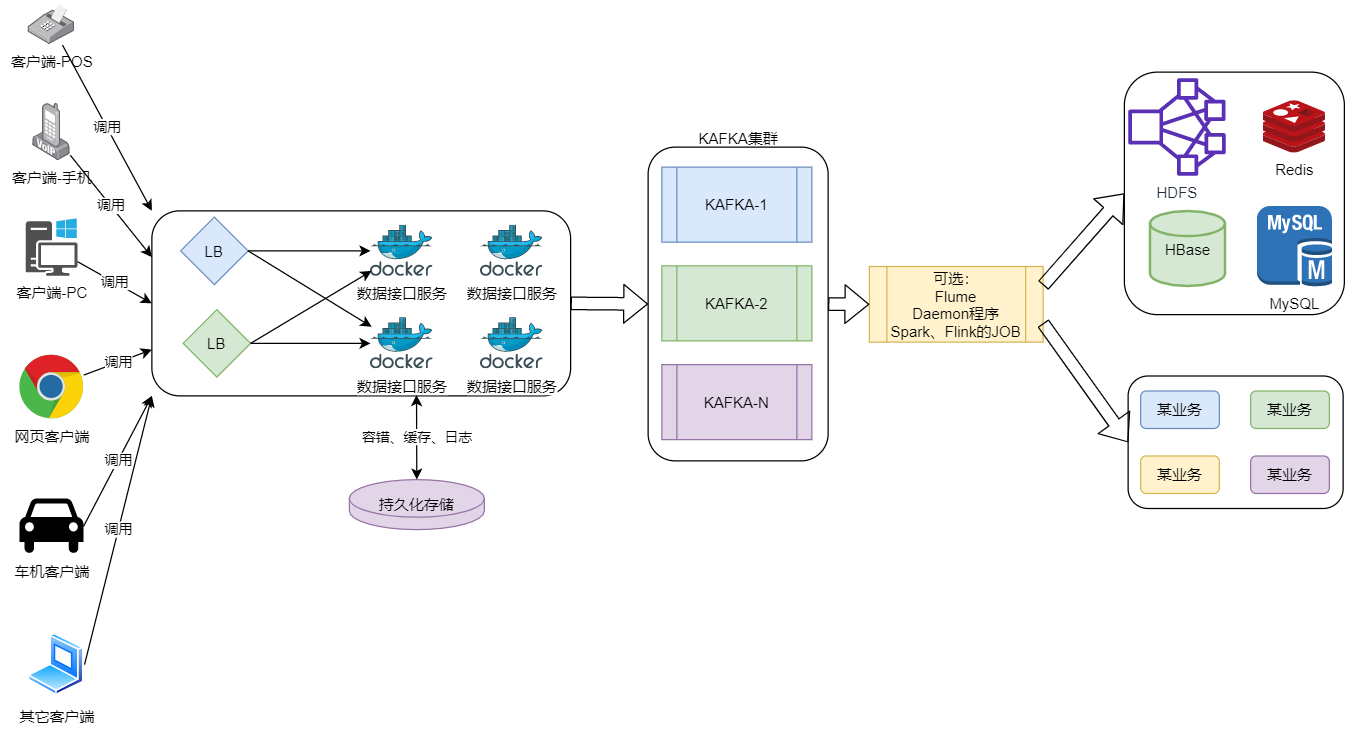 客户端-POS
调用
VoIP
客户端-手机
调用
客户端-PC
调用
网页客户端
调用
车机客户端
调用
其它客户端
调用
LB
LB
docker
数据接口服务
docker
数据接口服务
docker
数据接口服务
docker
数据接口服务
容错、缓存、日志
持久化存储
KAFKA集群
KAFKA-1
KAFKA-2
KAFKA-N
可选：
Flume
Daemon程序
Spark、Flink的JOB
HDFS
Redis
HBase
MySQL
M
MySQL
某业务
某业务
某业务
某业务